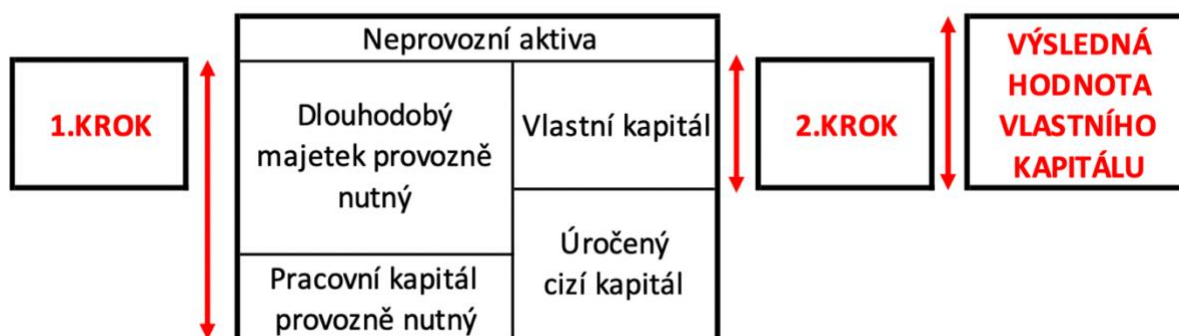 Neprovozní aktiva
1.KROK
Dlouhodobý
majetek provozně
nutný
Pracovní kapitál
provozně nutný
Vlastní kapitál
Úročený
cizí kapitál
2.KROK
VÝSLEDNÁ
HODNOTA
VLASTNÍHO
KAPITÁLU